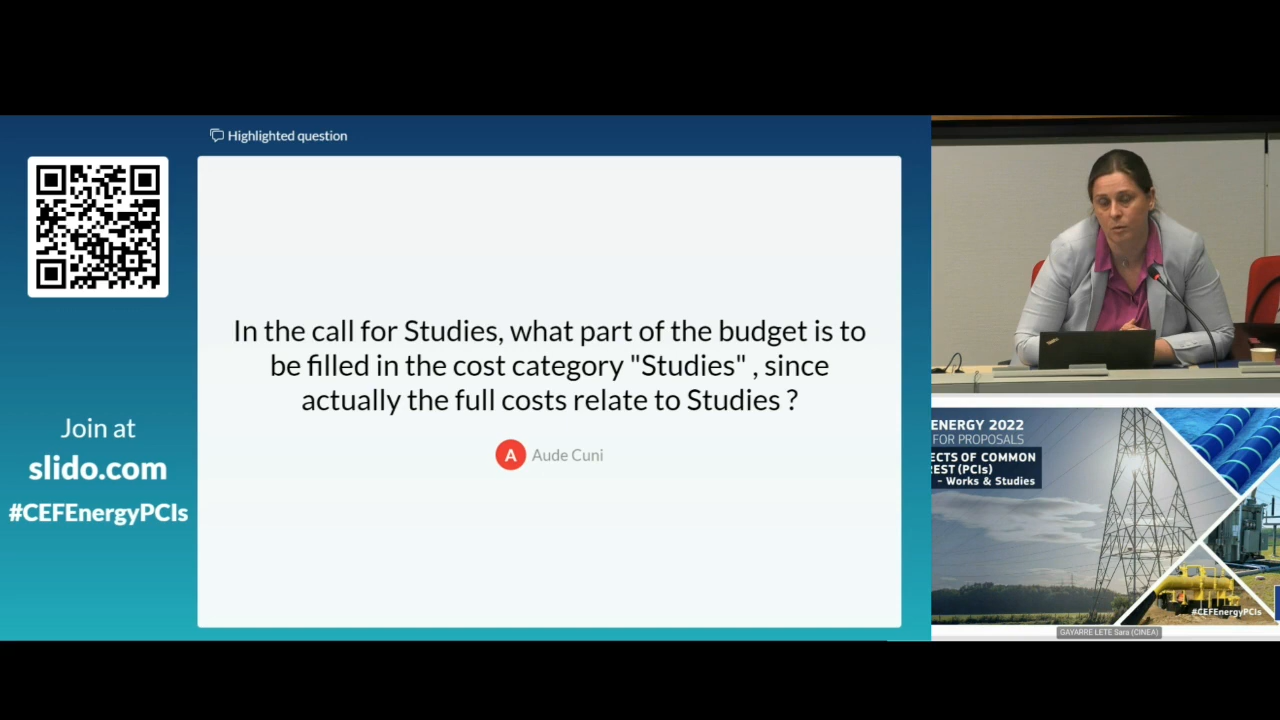 Highlighted question
In the call for Studies, what part of the budget is to
be filled in the cost category "Studies" , since
actually the full costs relate to Studies ?
A Aude Cuni
Join at
slido.com
#CEFEnergyPCIs
ENERGY 2022
FOR PROPOSALS
ECTS OF COMMON
REST (PCIs)
- Works & Studies
#CEFEnergyPCIs
GAYARRE LETE Sara (CINEA)